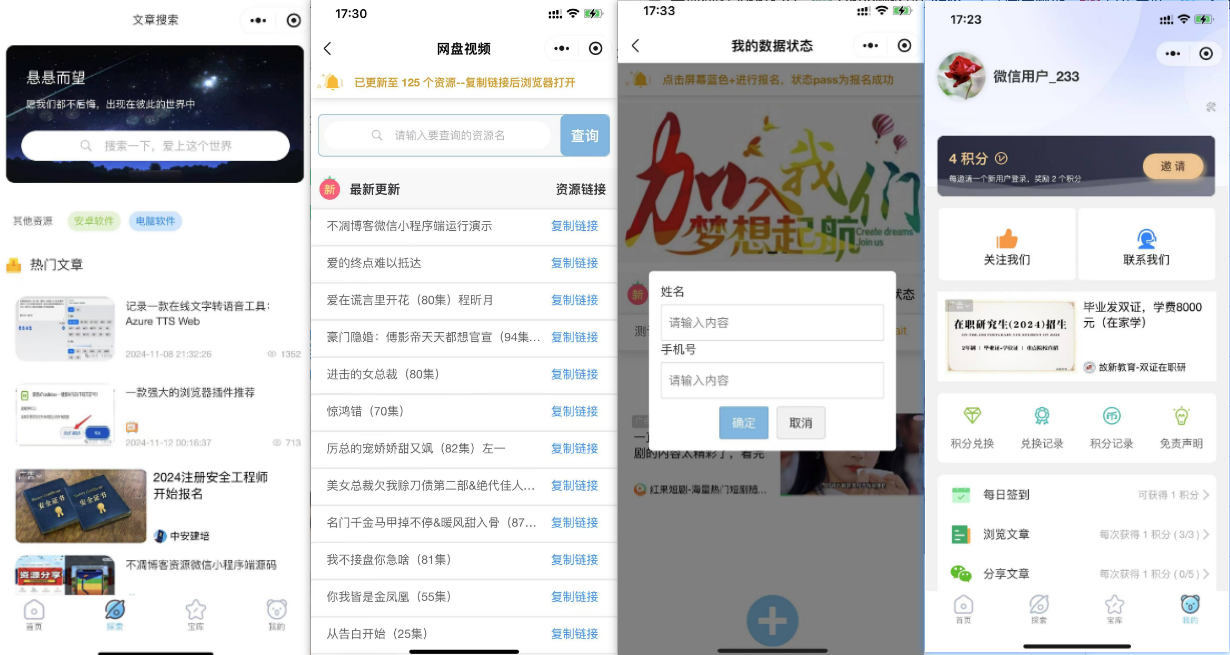 文章搜索
悬悬而望
愿我们都不后悔，出现在彼此的世界中
搜索一下，爱上这个世界
其他资源
安卓软件
电脑软件
热门文章
记录一款在线文字转语音工具：
Azure TTS Web
2024-11-08 21:32:26
1352
一款强大的浏览器插件推荐
2024-11-12 00:16:37
713
广告
安全证书
安全证书
2024注册安全工程师
开始报名
中安建培
资源分享
不凋博客资源微信小程序端源码
首页
探索
宝库
我的
17:30
网盘视频
已更新至 125 个资源--复制链接后浏览器打开
请输入要查询的资源名
查询
新
最新更新
资源链接
不凋博客微信小程序端运行演示
复制链接
爱的终点难以抵达
复制链接
爱在谎言里开花（80集）程昕月
复制链接
豪门隐婚：傅影帝天天都想官宣（94集...
复制链接
进击的女总裁（80集）
复制链接
惊鸿错（70集）
复制链接
厉总的宠娇娇甜又飒（82集）左一
复制链接
美女总裁欠我赊刀债第二部&绝代佳人...
复制链接
名门千金马甲掉不停&暖风甜入骨（87...
复制链接
我不接盘你急啥（81集）
复制链接
你我皆是金凤凰（55集）
复制链接
从告白开始（25集）
复制链接
17:33
我的数据状态
点击屏幕蓝色+进行报名，状态pass为报名成功
加入我们
梦想起航
Create dreams
Join us
新
状态
测
ait
姓名
请输入内容
手机号
请输入内容
确定
取消
剧的内容太精彩了，看完
红果短剧-海量热门短剧随...
17:23
微信用户_233
4 积分
每邀请一个新用户登录，奖励 2 个积分
邀请
关注我们
联系我们
广告
在职研究生(2024)招生
毕业发双证，学费8000
元（在家学）
故新教育-双证在职研
积分兑换
兑换记录
积分记录
免责声明
每日签到
可获得 1 积分
浏览文章
每次获得 1 积分 ( 3/3 )
分享文章
每次获得 1 积分 ( 0/5 )
首页
探索
宝库
我的